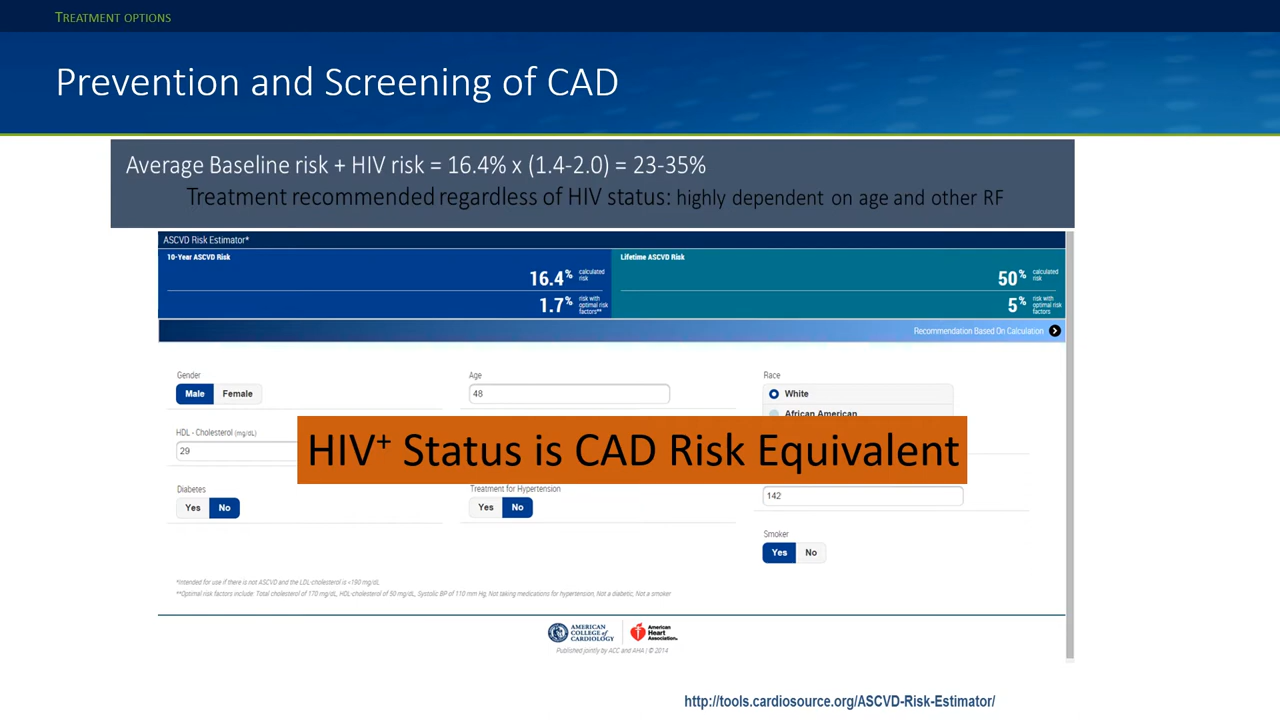 TREATMENT OPTIONS
Prevention and Screening of CAD
Average Baseline risk + HIV risk = 16.4% x (1.4-2.0) = 23-35%
Treatment recommended regardless of HIV status: highly dependent on age and other RF
ASCVD Risk Estimator*
10-Year ASCVD Risk
16.4% calculated risk
1.7% risk with optimal risk factors**
Lifetime ASCVD Risk
50% calculated risk
5% risk with optimal risk factors
Recommendation Based On Calculation
Gender
Male Female
Age
48
Race
White
African American
HDL - Cholesterol (mg/dL)
29
HIV+ Status is CAD Risk Equivalent
Diabetes
Yes No
Treatment for Hypertension
Yes No
142
Smoker
Yes No
*Intended for use if there is not ASCVD and the LDL-cholesterol is <190 mg/dL
**Optimal risk factors include: Total cholesterol of 170 mg/dL, HDL-cholesterol of 50 mg/dL, Systolic BP of 110 mm Hg, Not taking medications for hypertension, Not a diabetic, Not a smoker
AMERICAN COLLEGE of CARDIOLOGY
American Heart Association
Published jointly by ACC and AHA | © 2014
http://tools.cardiosource.org/ASCVD-Risk-Estimator/